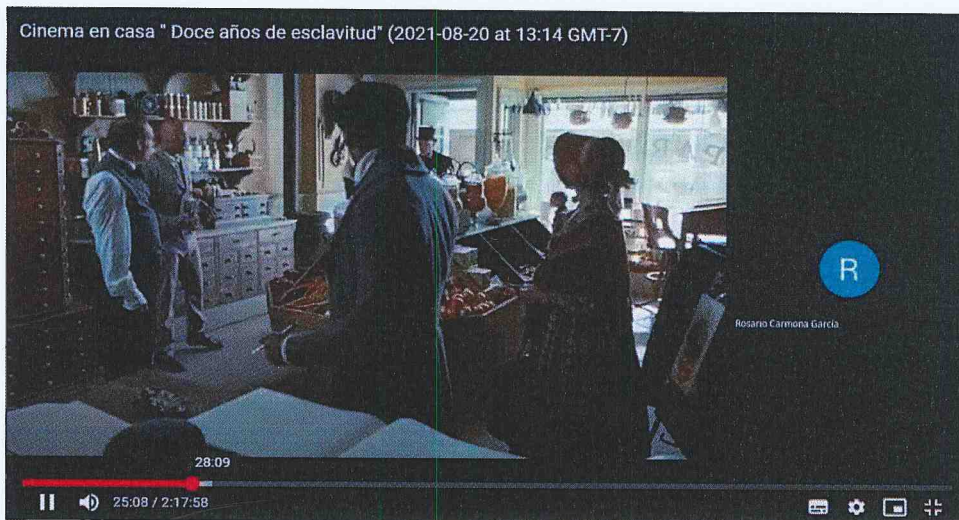 Cinema en casa " Doce años de esclavitud" (2021-08-20 at 13:14 GMT-7)
R
Rosario Carmona García
28:09
25:08 / 2:17:58